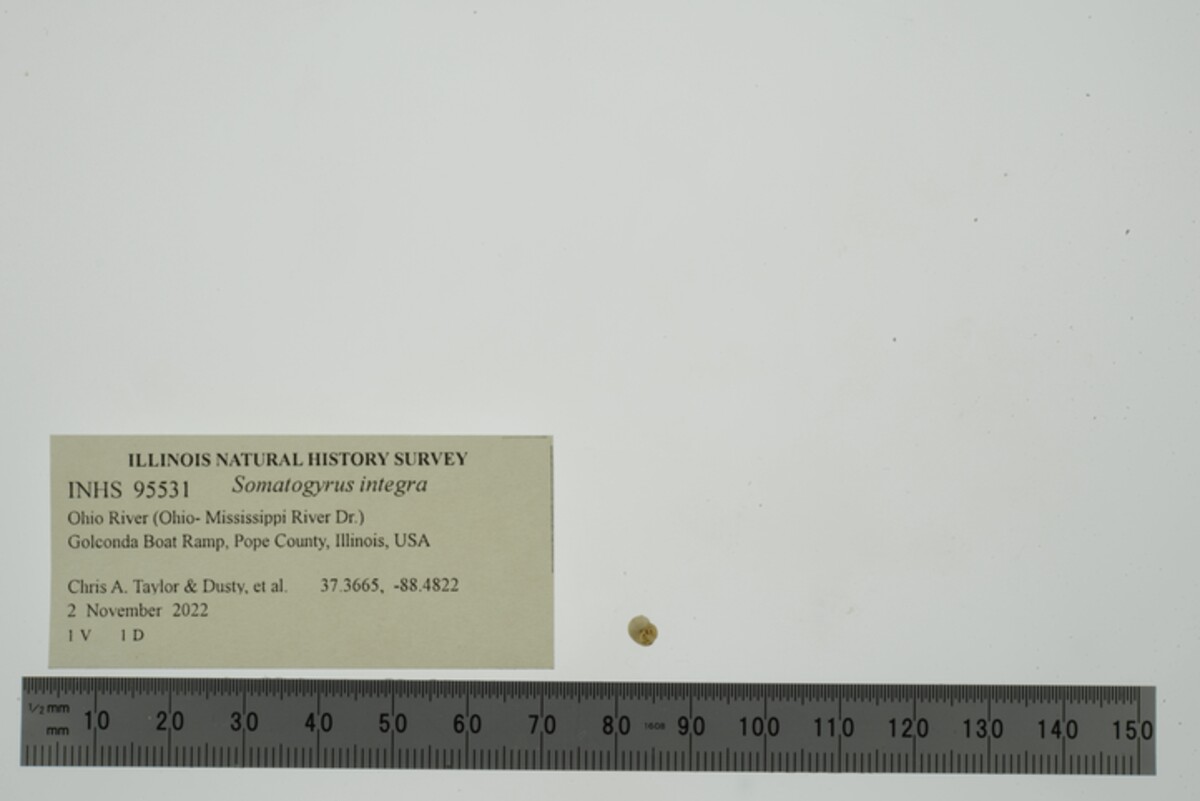 ILLINOIS NATURAL HISTORY SURVEY
INHS 95531 Somatogyrus integra
Ohio River (Ohio- Mississippi River Dr.)
Golconda Boat Ramp, Pope County, Illinois, USA
Chris A. Taylor & Dusty, et al. 37.3665, -88.4822
2 November 2022
1 V 1 D
1/2 mm
mm 10 20 30 40 50 60 70 80 1608 90 100 110 120 130 140 150